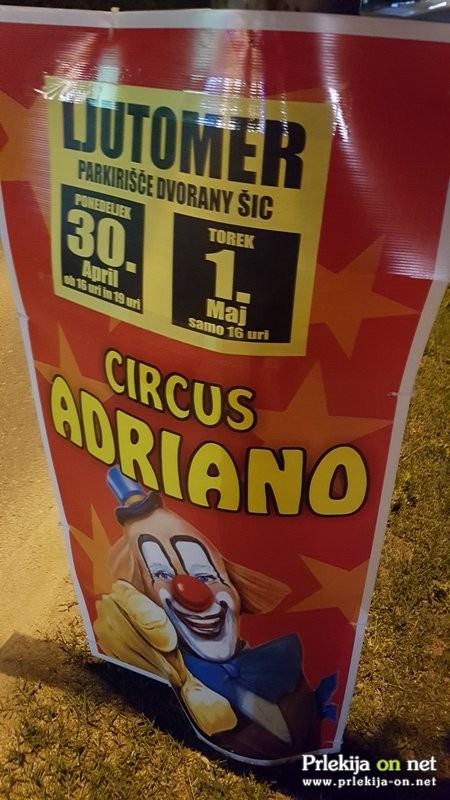 LJUTOMER
PARKIRIŠČE DVORANY ŠIC
PONEDELJEK
30.
April
ob 16 uri in 19 uri
TOREK
1.
Maj
samo 16 uri
CIRCUS
ADRIANO
Prlekija on net
www.prlekija-on.net